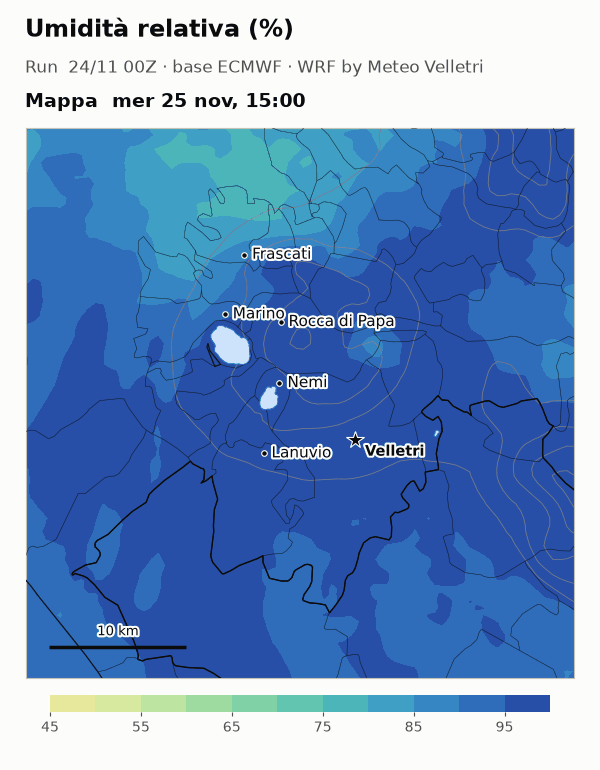 Umidità relativa (%)
Run  24/11 00Z · base ECMWF · WRF by Meteo Velletri
Mappa  mer 25 nov, 15:00
Frascati
Marino
Rocca di Papa
Nemi
Velletri
Lanuvio
10 km
45 55 65 75 85 95